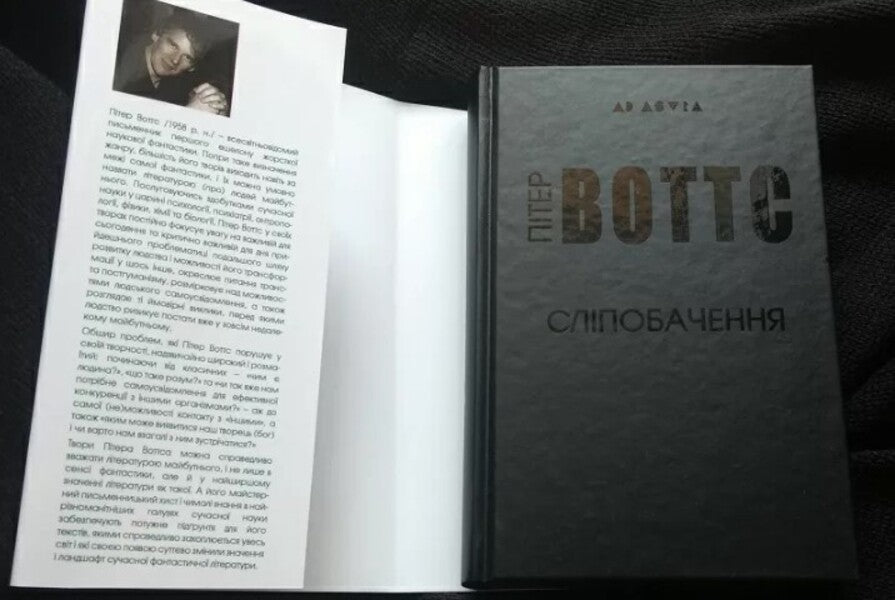 Пітер Воттс /1958 р. н./ – всесвітньовідомий
письменник першого ешелону жорсткої
наукової фантастики. Попри таке визначення
жанру, більшість його творів виходить навіть за
межі самої фантастики, і їх можна умовно
назвати літературою (про) людей майбут-
нього. Послуговуючись здобутками сучасної
науки у царині психології, психіатрії, антропо-
логії, фізики, хімії та біології, Пітер Воттс у своїх
творах постійно фокусує увагу на важливій для
сьогодення та критично важливій для дня при-
йдешнього проблематиці подальшого шляху
розвитку людства і можливості його трансфор-
мації у щось інше, окреслює питання транс-
та постгуманізму, розмірковує над можливос-
тями людського самоусвідомлення, а також
розглядає ті ймовірні виклики, перед якими
людство ризикує постати вже у зовсім недале-
кому майбутньому.
Обшир проблем, які Пітер Воттс порушує у
своїй творчості, надзвичайно широкий і розма-
їтий: починаючи від класичних – «чим є
людина?», «що таке розум?» та «чи так вже нам
потрібне самоусвідомлення для ефективної
конкуренції з іншими організмами?» – аж до
самої (не)можливості контакту з «Іншими», а
також «яким може виявитися наш творець (бог)
і чи варто нам взагалі з ним зустрічатися?»
Твори Пітера Воттса можна справедливо
вважати літературою майбутнього, і не лише в
сенсі фантастики, але й у найширшому
значенні літератури як такої. А його майстер-
ний письменницький хист і чималі знання в най-
різноманітніших галузях сучасної науки
забезпечують потужне підґрунтя для його
текстів, якими справедливо захоплюється увесь
світ і які своєю появою суттєво змінили значення
і ландшафт сучасної фантастичної літератури.
AD ASTRA
ПІТЕР
ВОТТС
СЛІПОБАЧЕННЯ